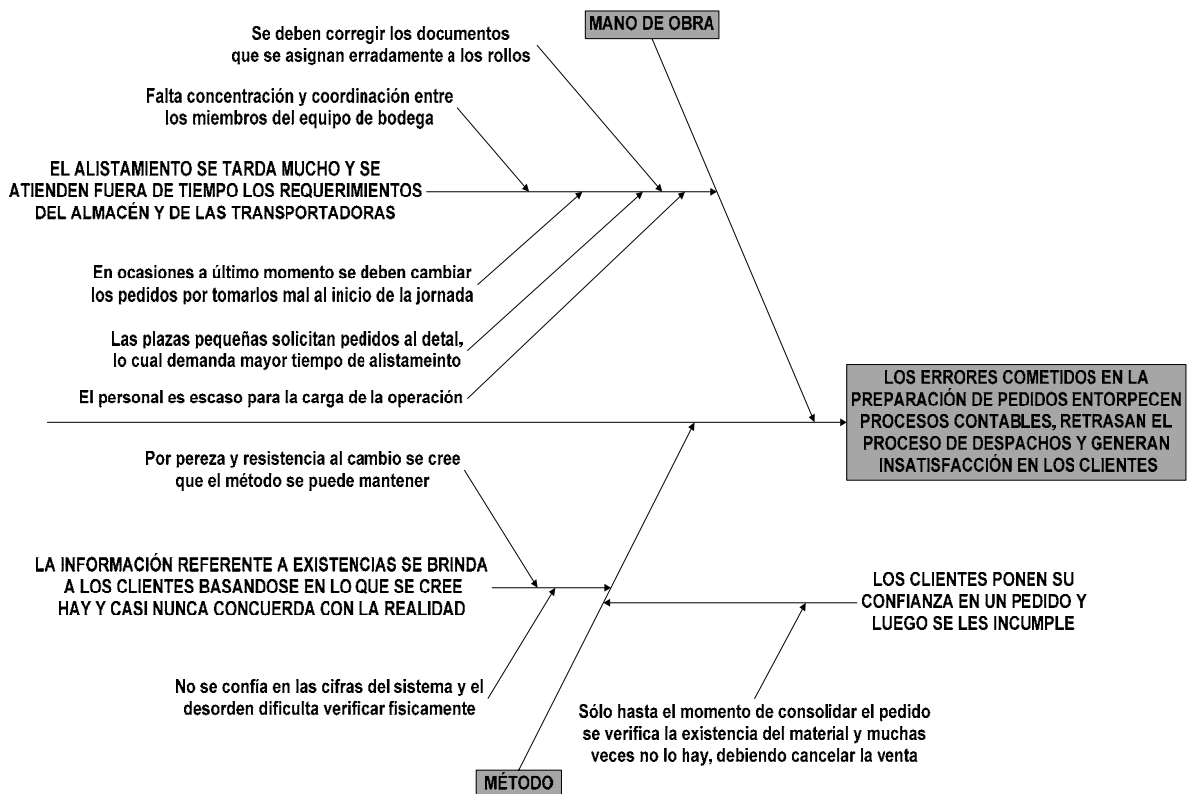 MANO DE OBRA
Se deben corregir los documentos
que se asignan erradamente a los rollos
Falta concentración y coordinación entre
los miembros del equipo de bodega
EL ALISTAMIENTO SE TARDA MUCHO Y SE
ATIENDEN FUERA DE TIEMPO LOS REQUERIMIENTOS
DEL ALMACÉN Y DE LAS TRANSPORTADORAS
En ocasiones a último momento se deben cambiar
los pedidos por tomarlos mal al inicio de la jornada
Las plazas pequeñas solicitan pedidos al detal,
lo cual demanda mayor tiempo de alistameinto
El personal es escaso para la carga de la operación
LOS ERRORES COMETIDOS EN LA
PREPARACIÓN DE PEDIDOS ENTORPECEN
PROCESOS CONTABLES, RETRASAN EL
PROCESO DE DESPACHOS Y GENERAN
INSATISFACCIÓN EN LOS CLIENTES
Por pereza y resistencia al cambio se cree
que el método se puede mantener
LA INFORMACIÓN REFERENTE A EXISTENCIAS SE BRINDA
A LOS CLIENTES BASANDOSE EN LO QUE SE CREE
HAY Y CASI NUNCA CONCUERDA CON LA REALIDAD
LOS CLIENTES PONEN SU
CONFIANZA EN UN PEDIDO Y
LUEGO SE LES INCUMPLE
No se confía en las cifras del sistema y el
desorden dificulta verificar fisicamente
Sólo hasta el momento de consolidar el pedido
se verifica la existencia del material y muchas
veces no lo hay, debiendo cancelar la venta
MÉTODO